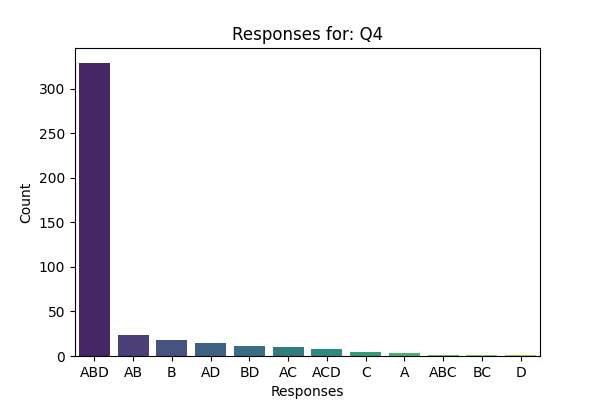 Responses for: Q4
Count
300
250
200
150
100
50
0
ABD AB B AD BD AC ACD C A ABC BC D
Responses